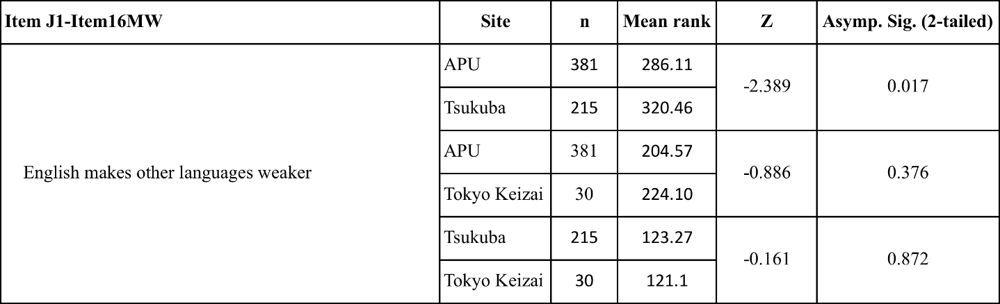 Item J1-Item16MW Site n Mean rank Z Asymp. Sig. (2-tailed)
APU 381 286.11
-2.389 0.017
Tsukuba 215 320.46
APU 381 204.57
English makes other languages weaker -0.886 0.376
Tokyo Keizai 30 224.10
Tsukuba 215 123.27
-0.161 0.872
Tokyo Keizai 30 121.1